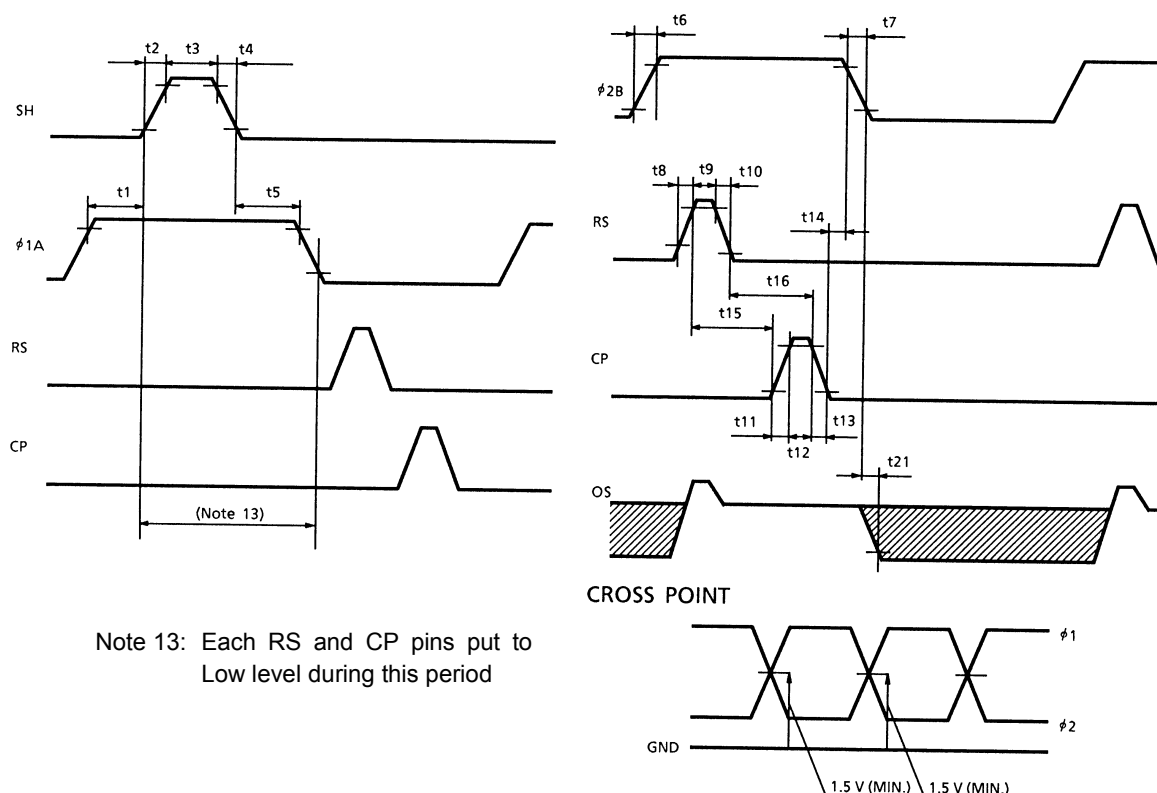 t2 t3 t4
SH
t1
t5
ϕ1A
RS
CP
(Note 13)
Note 13: Each RS and CP pins put to
Low level during this period
t6
t7
ϕ2B
t8 t9 t10
t14
RS
t16
t15
CP
t11
t12
t13
t21
OS
CROSS POINT
ϕ1
ϕ2
GND
1.5 V (MIN.) 1.5 V (MIN.)